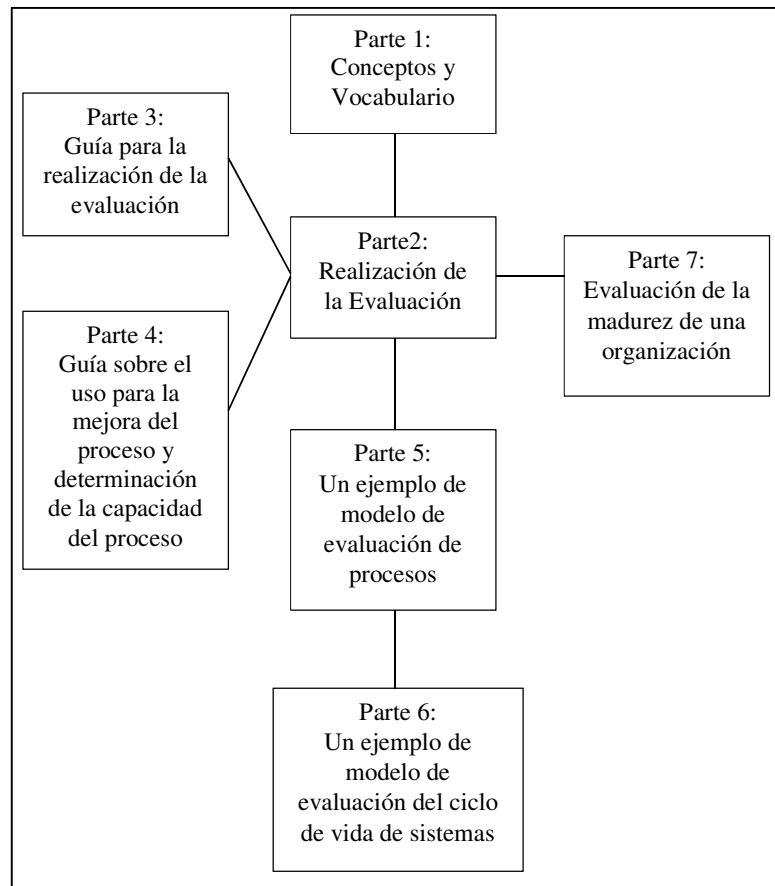 Parte 1:
Conceptos y
Vocabulario
Parte 3:
Guía para la
realización de la
evaluación
Parte2:
Realización de
la Evaluación
Parte 7:
Evaluación de la
madurez de una
organización
Parte 4:
Guía sobre el
uso para la
mejora del
proceso y
determinación
de la capacidad
del proceso
Parte 5:
Un ejemplo de
modelo de
evaluación de
procesos
Parte 6:
Un ejemplo de
modelo de
evaluación del ciclo
de vida de sistemas